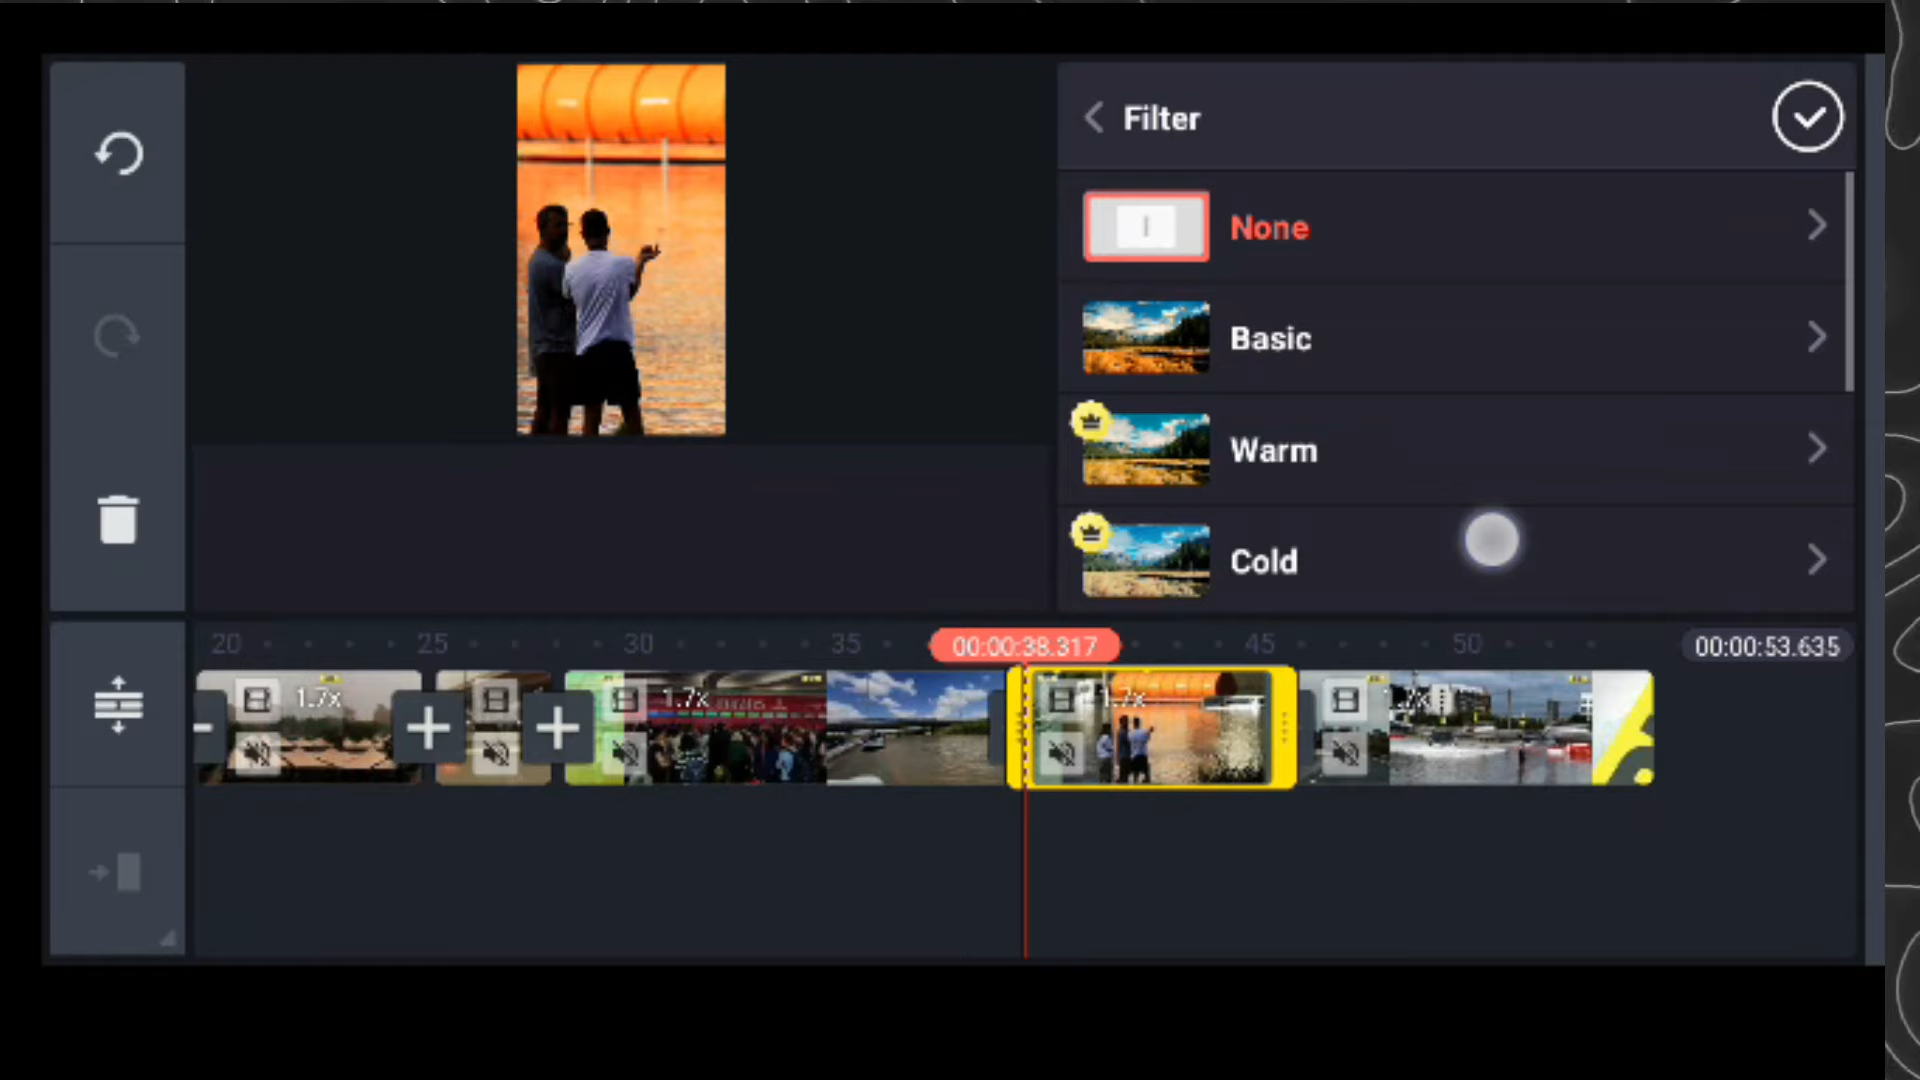 Filter
None
Basic
Warm
Cold
20 25 30 35 00:00:38.317 45 50 00:00:53.635
1.7x 1.7x 1.7x